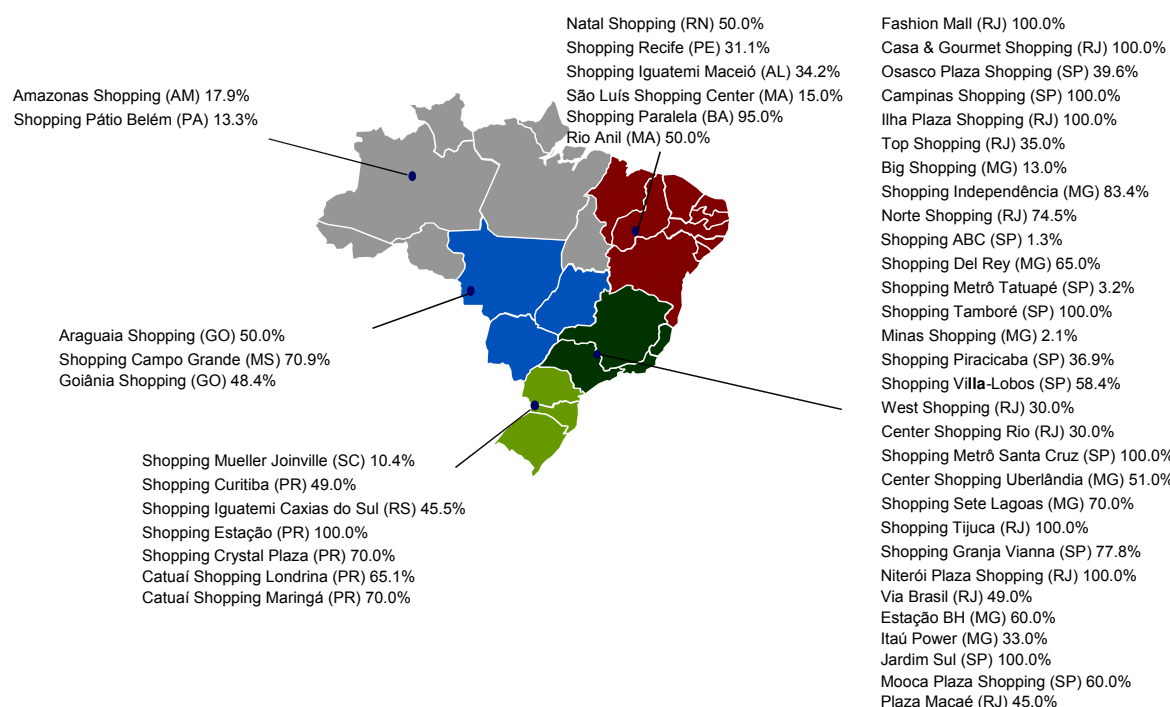 Natal Shopping (RN) 50.0%
Shopping Recife (PE) 31.1%
Shopping Iguatemi Maceió (AL) 34.2%
São Luís Shopping Center (MA) 15.0%
Shopping Paralela (BA) 95.0%
Rio Anil (MA) 50.0%
Amazonas Shopping (AM) 17.9%
Shopping Pátio Belém (PA) 13.3%
Araguaia Shopping (GO) 50.0%
Shopping Campo Grande (MS) 70.9%
Goiânia Shopping (GO) 48.4%
Shopping Mueller Joinville (SC) 10.4%
Shopping Curitiba (PR) 49.0%
Shopping Iguatemi Caxias do Sul (RS) 45.5%
Shopping Estação (PR) 100.0%
Shopping Crystal Plaza (PR) 70.0%
Catuaí Shopping Londrina (PR) 65.1%
Catuaí Shopping Maringá (PR) 70.0%
Fashion Mall (RJ) 100.0%
Casa & Gourmet Shopping (RJ) 100.0%
Osasco Plaza Shopping (SP) 39.6%
Campinas Shopping (SP) 100.0%
Ilha Plaza Shopping (RJ) 100.0%
Top Shopping (RJ) 35.0%
Big Shopping (MG) 13.0%
Shopping Independência (MG) 83.4%
Norte Shopping (RJ) 74.5%
Shopping ABC (SP) 1.3%
Shopping Del Rey (MG) 65.0%
Shopping Metrô Tatuapé (SP) 3.2%
Shopping Tamboré (SP) 100.0%
Minas Shopping (MG) 2.1%
Shopping Piracicaba (SP) 36.9%
Shopping Villa-Lobos (SP) 58.4%
West Shopping (RJ) 30.0%
Center Shopping Rio (RJ) 30.0%
Shopping Metrô Santa Cruz (SP) 100.0%
Center Shopping Uberlândia (MG) 51.0%
Shopping Sete Lagoas (MG) 70.0%
Shopping Tijuca (RJ) 100.0%
Shopping Granja Vianna (SP) 77.8%
Niterói Plaza Shopping (RJ) 100.0%
Via Brasil (RJ) 49.0%
Estação BH (MG) 60.0%
Itaú Power (MG) 33.0%
Jardim Sul (SP) 100.0%
Mooca Plaza Shopping (SP) 60.0%
Plaza Macaé (RJ) 45.0%